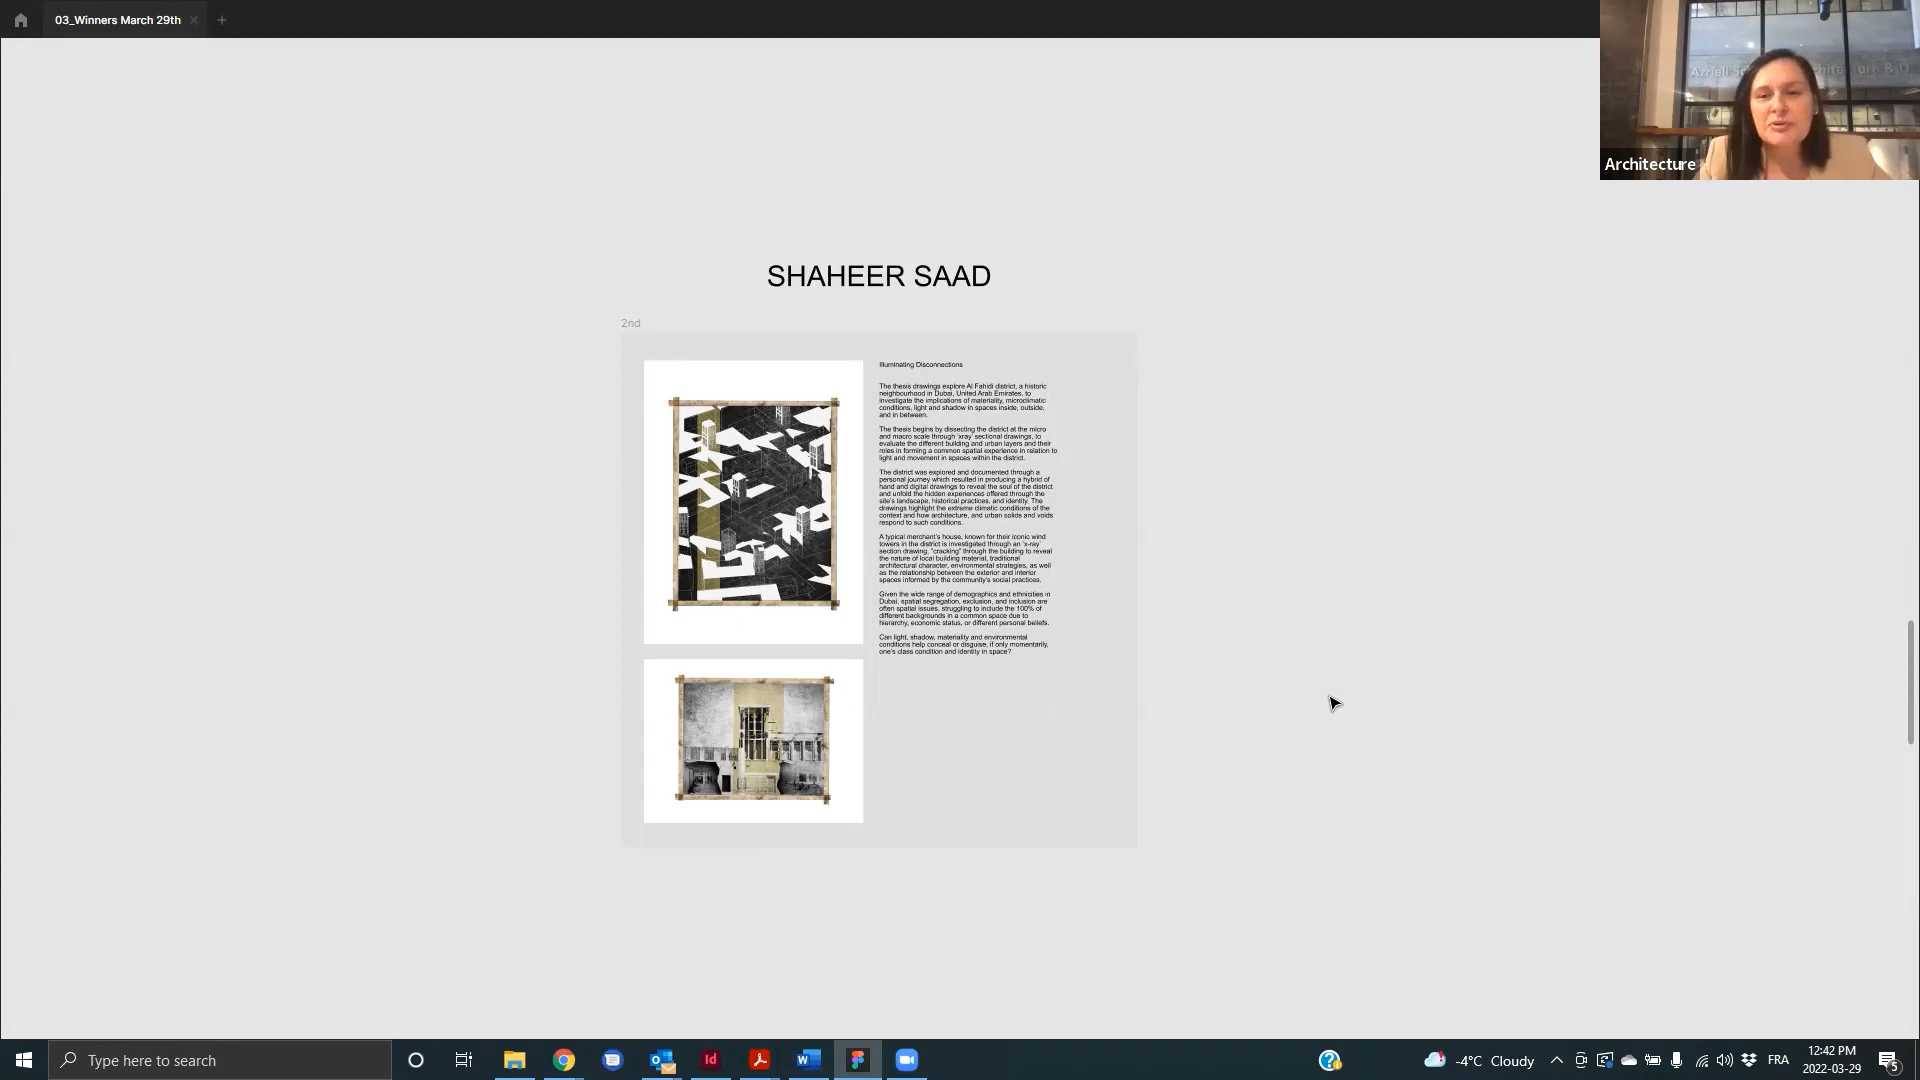 03_Winners March 29th
Architecture
SHAHEER SAAD
2nd
Illuminating Disconnections
The thesis drawings explore Al Fahidi district, a historic
neighbourhood in Dubai, United Arab Emirates, to
investigate the implications of materiality, microclimatic
conditions, light and shadow in spaces inside, outside,
and in between.
The thesis begins by dissecting the district at the micro
and macro scale through 'xray' sectional drawings, to
evaluate the different building and urban layers and their
roles in forming a common spatial experience in relation to
light and movement in spaces within the district.
The district was explored and documented through a
personal journey which resulted in producing a hybrid of
hand and digital drawings to reveal the soul of the district
and unfold the hidden experiences offered through the
site's landscape, historical practices, and identity. The
drawings highlight the extreme climatic conditions of the
context and how architecture, and urban solids and voids
respond to such conditions.
A typical merchant's house, known for their iconic wind
towers in the district is investigated through an 'x-ray'
section drawing, "cracking" through the building to reveal
the nature of local building material, traditional
architectural character, environmental strategies, as well
as the relationship between the exterior and interior
spaces informed by the community's social practices.
Given the wide range of demographics and ethnicities in
Dubai, spatial segregation, exclusion, and inclusion are
often spatial issues, struggling to include the 100% of
different backgrounds in a common space due to
hierarchy, economic status, or different personal beliefs.
Can light, shadow, materiality and environmental
conditions help conceal or disguise, if only momentarily,
one's class condition and identity in space?
Type here to search
-4°C Cloudy
FRA
12:42 PM
2022-03-29
5